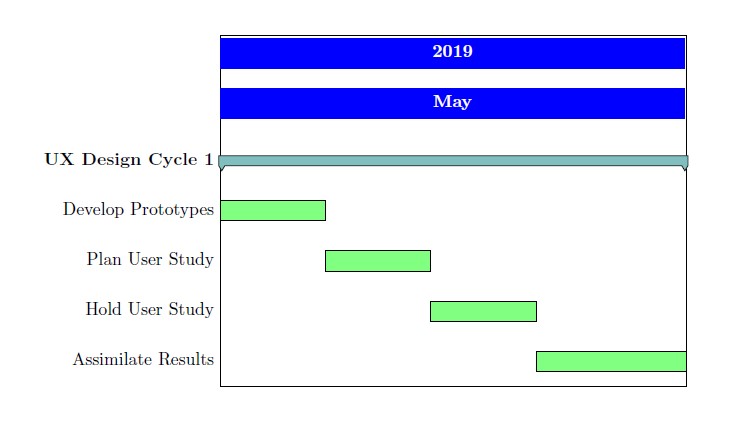 2019
May
UX Design Cycle 1
Develop Prototypes
Plan User Study
Hold User Study
Assimilate Results